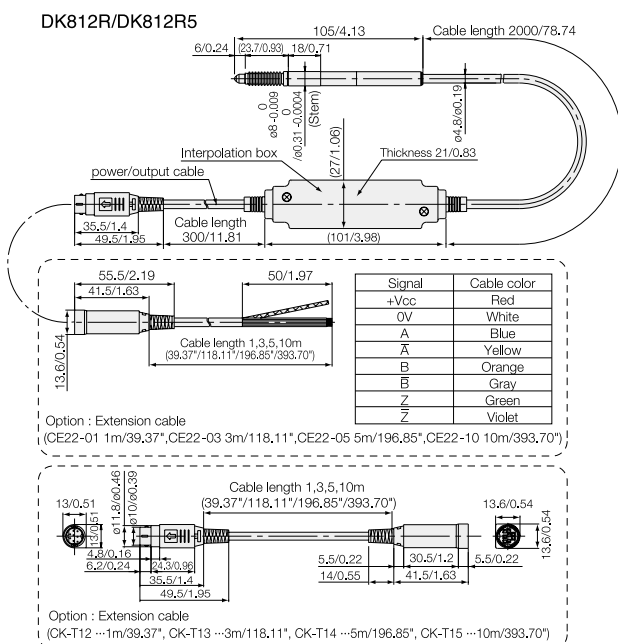 DK812R/DK812R5
105/4.13
Cable length 2000/78.74
6/0.24
(23.7/0.93)
18/0.71
0
ø8 -0.009
0
/ø0.31 -0.0004
(Stem)
ø4.8/ø0.19
Interpolation box
(27/1.06)
Thickness 21/0.83
power/output cable
35.5/1.4
49.5/1.95
Cable length
300/11.81
(101/3.98)
55.5/2.19
41.5/1.63
50/1.97
13.6/0.54
Cable length 1,3,5,10m
(39.37"/118.11"/196.85"/393.70")
Signal Cable color
+Vcc Red
0V White
A Blue
A̅ Yellow
B Orange
B̅ Gray
Z Green
Z̅ Violet
Option : Extension cable
(CE22-01 1m/39.37",CE22-03 3m/118.11",CE22-05 5m/196.85",CE22-10 10m/393.70")
13/0.51
13/0.51
ø11.8/ø0.46
ø10/ø0.39
Cable length 1,3,5,10m
(39.37"/118.11"/196.85"/393.70")
13.6/0.54
13.6/0.54
4.8/0.16
6.2/0.24
24.3/0.96
35.5/1.4
49.5/1.95
5.5/0.22
30.5/1.2
5.5/0.22
14/0.55
41.5/1.63
Option : Extension cable
(CK-T12 ···1m/39.37", CK-T13 ···3m/118.11", CK-T14 ···5m/196.85", CK-T15 ···10m/393.70")